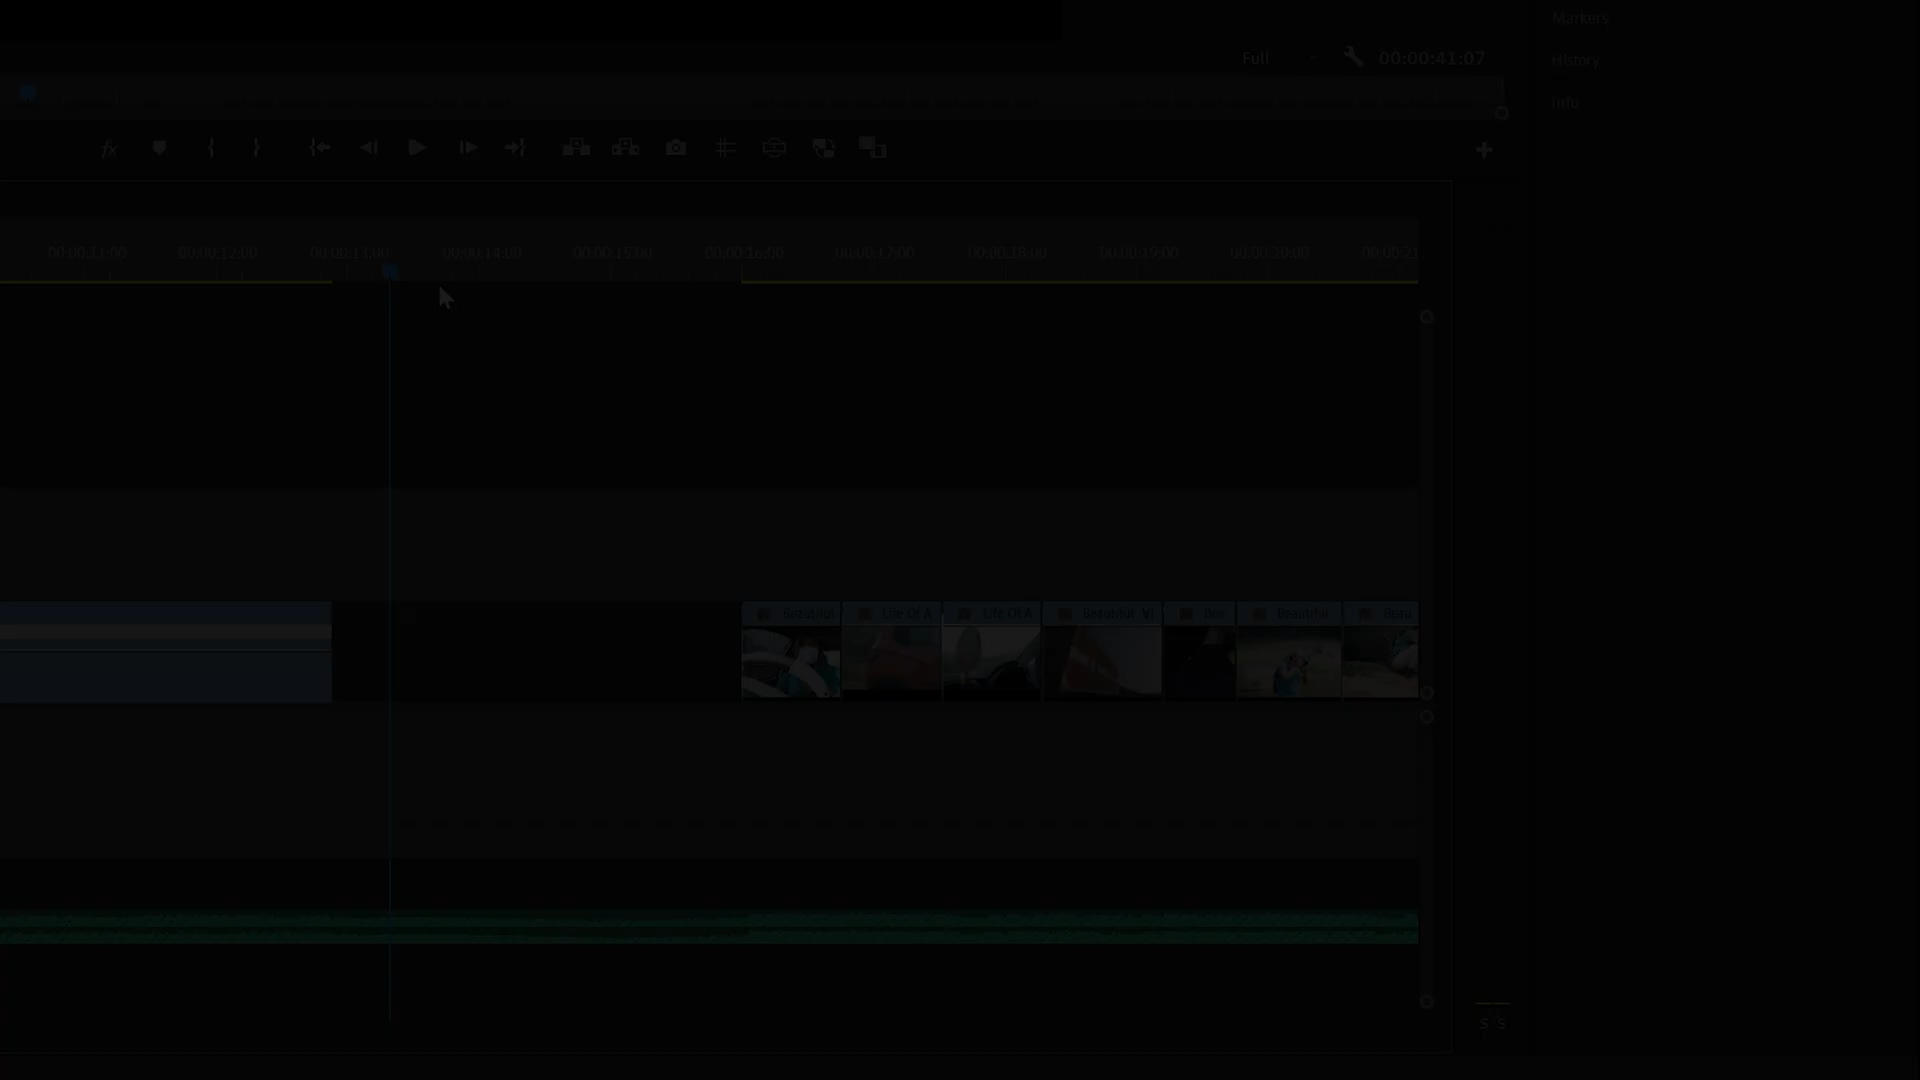 Markers
Full 00:00:41:07
History
Info
fx
00:00:11:00 00:00:12:00 00:00:13:00 00:00:14:00 00:00:15:00 00:00:16:00 00:00:17:00 00:00:18:00 00:00:19:00 00:00:20:00 00:00:21
Beautiful Life Of A Life Of A Beautiful Vi Beautiful Beau
S S